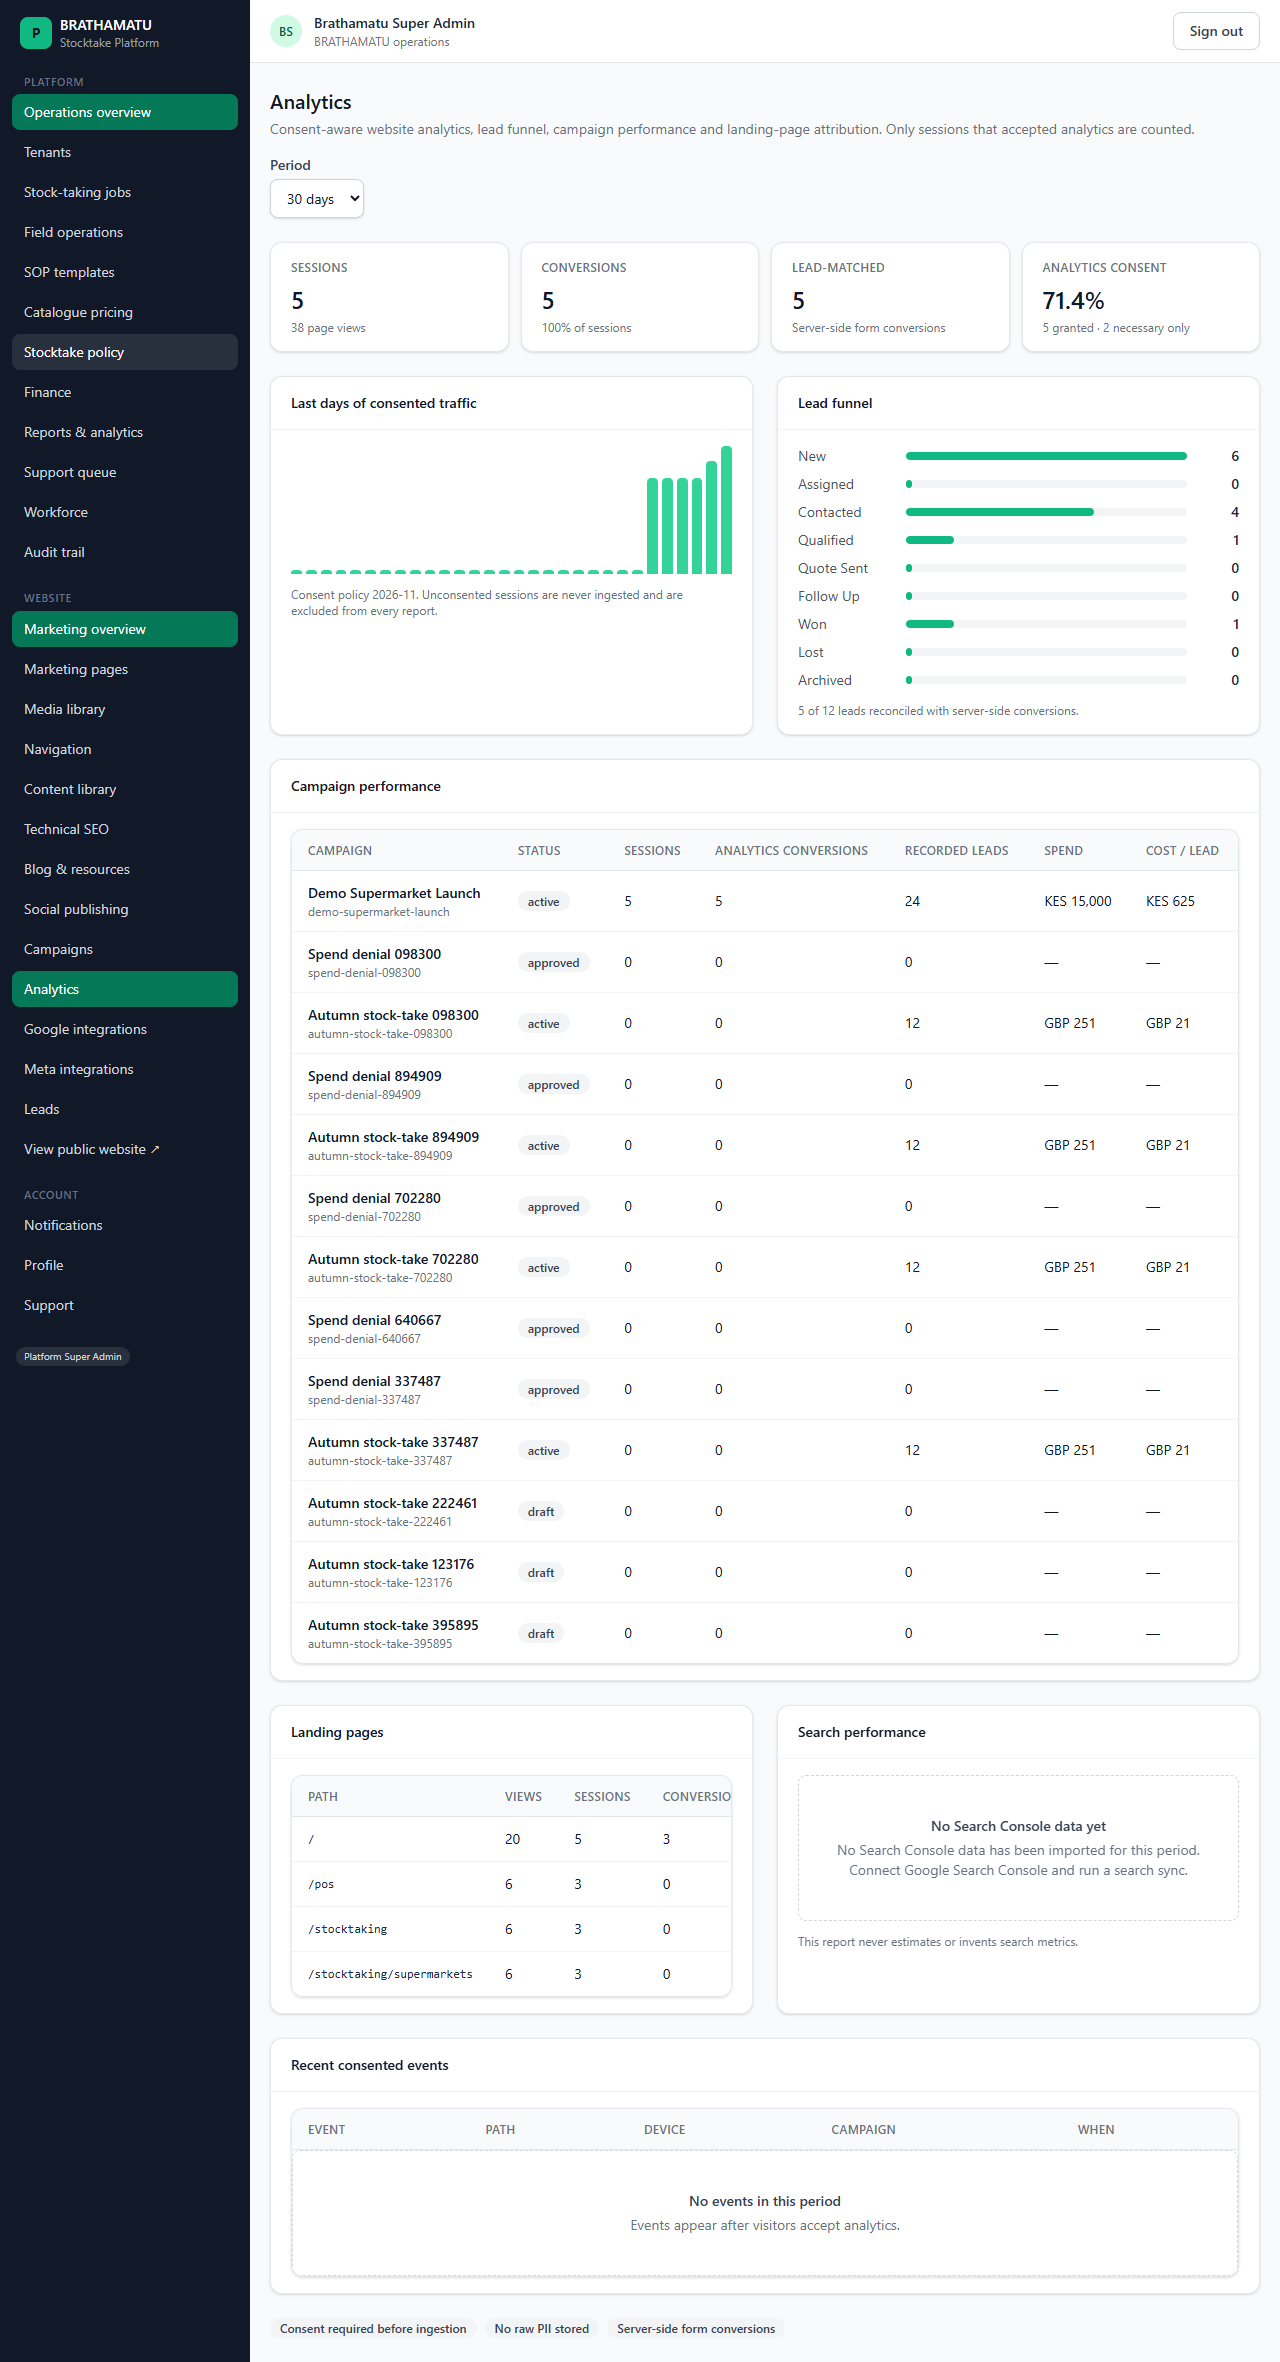 P
BRATHAMATU
Stocktake Platform
PLATFORM
Operations overview
Tenants
Stock-taking jobs
Field operations
SOP templates
Catalogue pricing
Stocktake policy
Finance
Reports & analytics
Support queue
Workforce
Audit trail
WEBSITE
Marketing overview
Marketing pages
Media library
Navigation
Content library
Technical SEO
Blog & resources
Social publishing
Campaigns
Analytics
Google integrations
Meta integrations
Leads
View public website ↗
ACCOUNT
Notifications
Profile
Support
Platform Super Admin
BS
Brathamatu Super Admin
BRATHAMATU operations
Sign out
Analytics
Consent-aware website analytics, lead funnel, campaign performance and landing-page attribution. Only sessions that accepted analytics are counted.
Period
30 days
SESSIONS
5
38 page views
CONVERSIONS
5
100% of sessions
LEAD-MATCHED
5
Server-side form conversions
ANALYTICS CONSENT
71.4%
5 granted · 2 necessary only
Last days of consented traffic
Consent policy 2026-11. Unconsented sessions are never ingested and are
excluded from every report.
Lead funnel
New 6
Assigned 0
Contacted 4
Qualified 1
Quote Sent 0
Follow Up 0
Won 1
Lost 0
Archived 0
5 of 12 leads reconciled with server-side conversions.
Campaign performance
CAMPAIGN STATUS SESSIONS ANALYTICS CONVERSIONS RECORDED LEADS SPEND COST / LEAD
Demo Supermarket Launch
demo-supermarket-launch
active 5 5 24 KES 15,000 KES 625
Spend denial 098300
spend-denial-098300
approved 0 0 0 — —
Autumn stock-take 098300
autumn-stock-take-098300
active 0 0 12 GBP 251 GBP 21
Spend denial 894909
spend-denial-894909
approved 0 0 0 — —
Autumn stock-take 894909
autumn-stock-take-894909
active 0 0 12 GBP 251 GBP 21
Spend denial 702280
spend-denial-702280
approved 0 0 0 — —
Autumn stock-take 702280
autumn-stock-take-702280
active 0 0 12 GBP 251 GBP 21
Spend denial 640667
spend-denial-640667
approved 0 0 0 — —
Spend denial 337487
spend-denial-337487
approved 0 0 0 — —
Autumn stock-take 337487
autumn-stock-take-337487
active 0 0 12 GBP 251 GBP 21
Autumn stock-take 222461
autumn-stock-take-222461
draft 0 0 0 — —
Autumn stock-take 123176
autumn-stock-take-123176
draft 0 0 0 — —
Autumn stock-take 395895
autumn-stock-take-395895
draft 0 0 0 — —
Landing pages
PATH VIEWS SESSIONS CONVERSIO
/ 20 5 3
/pos 6 3 0
/stocktaking 6 3 0
/stocktaking/supermarkets 6 3 0
Search performance
No Search Console data yet
No Search Console data has been imported for this period.
Connect Google Search Console and run a search sync.
This report never estimates or invents search metrics.
Recent consented events
EVENT PATH DEVICE CAMPAIGN WHEN
No events in this period
Events appear after visitors accept analytics.
Consent required before ingestion
No raw PII stored
Server-side form conversions